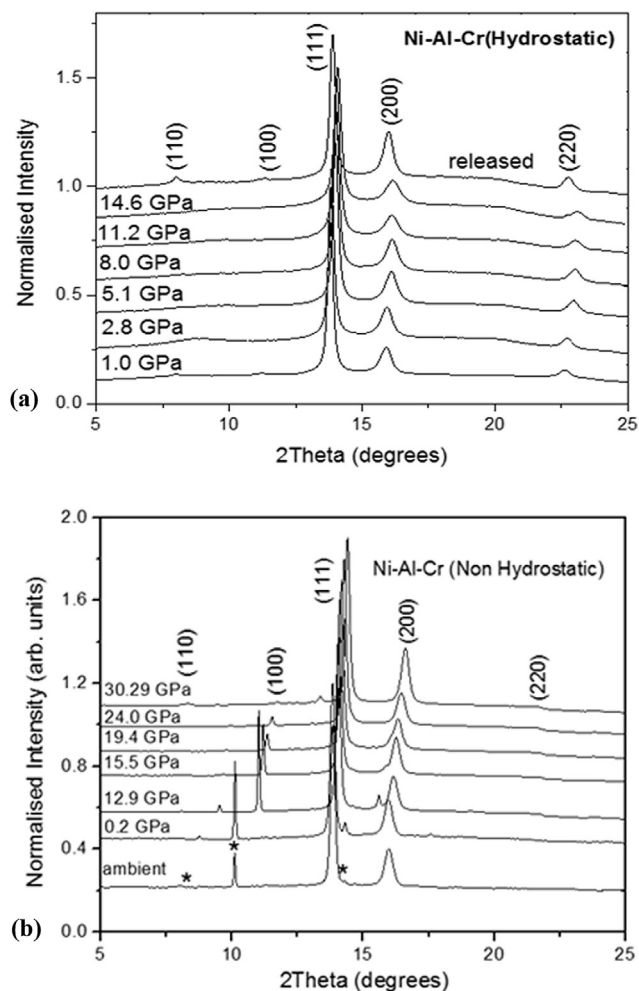 Ni-Al-Cr(Hydrostatic)
(111)
(200)
(110)
(100)
(220)
released
14.6 GPa
11.2 GPa
8.0 GPa
5.1 GPa
2.8 GPa
1.0 GPa
Normalised Intensity
1.5
1.0
0.5
0.0
5 10 15 20 25
2Theta (degrees)
(a)
Ni-Al-Cr (Non Hydrostatic)
(111)
(200)
(110)
(100)
(220)
30.29 GPa
24.0 GPa
19.4 GPa
15.5 GPa
12.9 GPa
0.2 GPa
ambient
*
*
*
Normalised Intensity (arb. units)
2.0
1.6
1.2
0.8
0.4
0.0
5 10 15 20 25
2Theta (degrees)
(b)